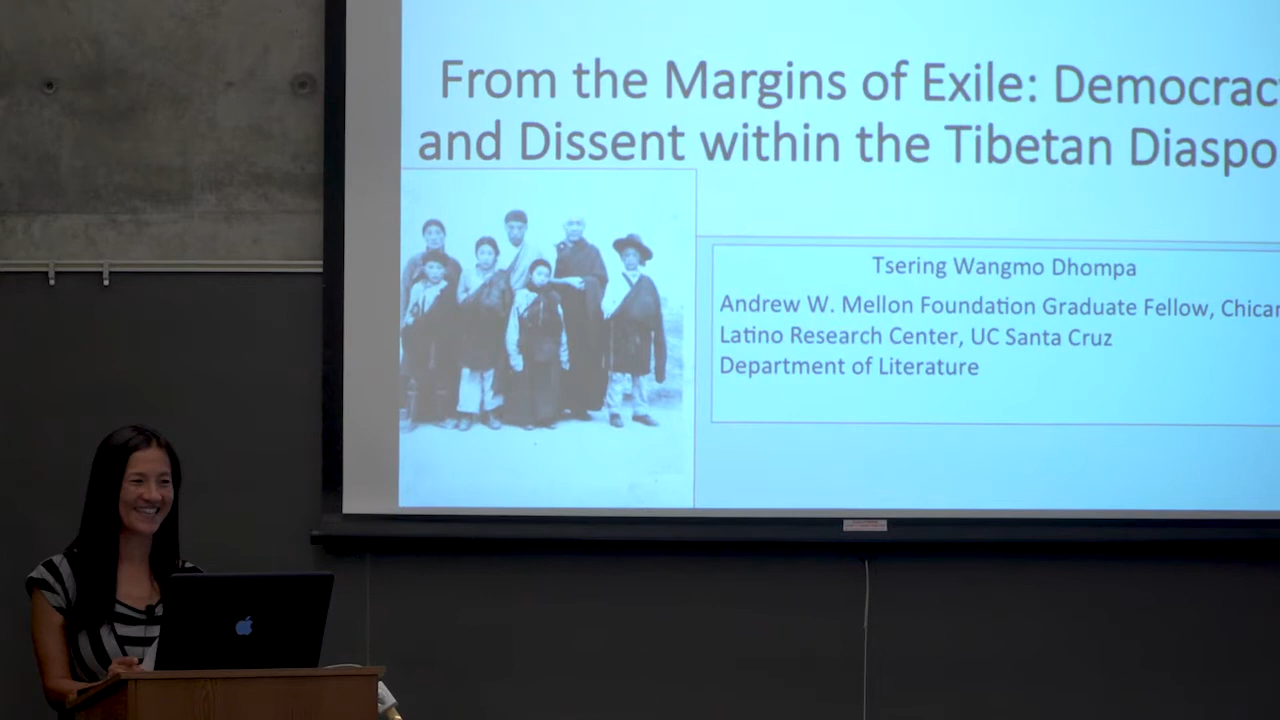 From the Margins of Exile: Democrac
and Dissent within the Tibetan Diaspo
Tsering Wangmo Dhompa
Andrew W. Mellon Foundation Graduate Fellow, Chican
Latino Research Center, UC Santa Cruz
Department of Literature